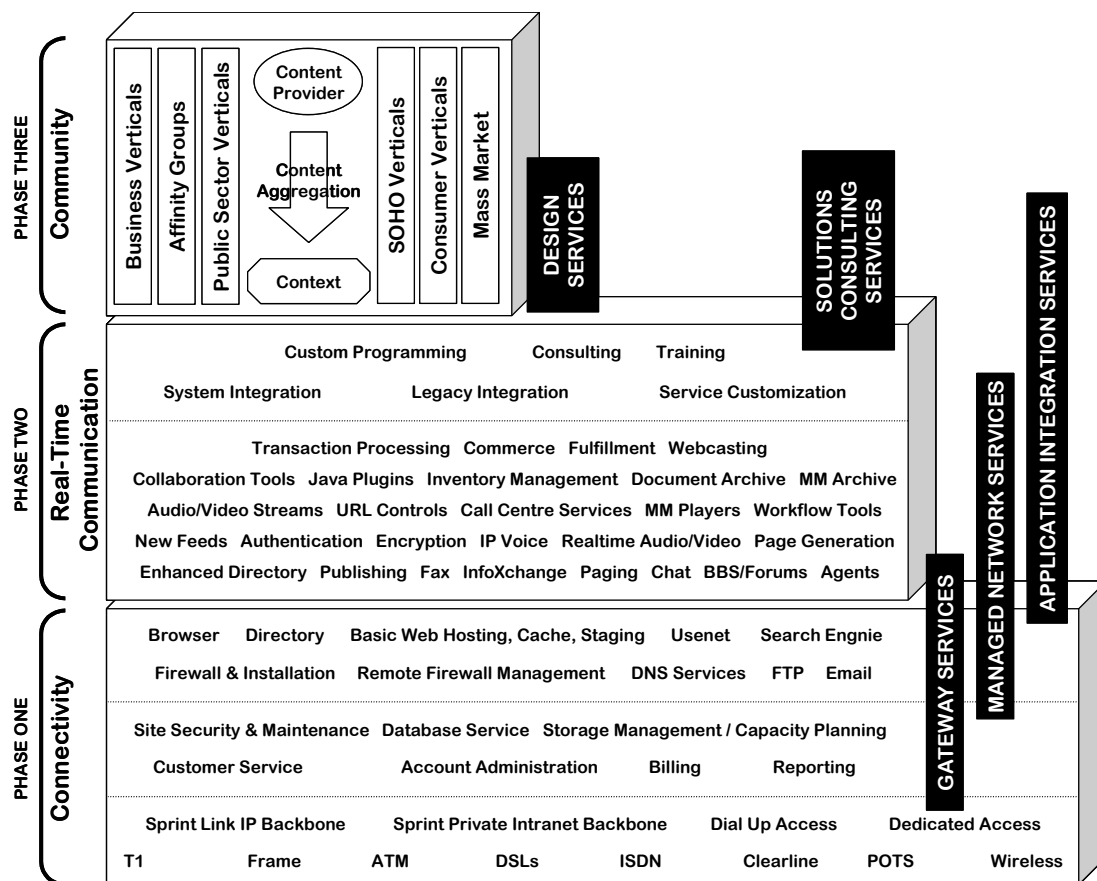 PHASE THREE
Community
Business Verticals
Affinity Groups
Public Sector Verticals
Content
Provider
Content
Aggregation
Context
SOHO Verticals
Consumer Verticals
Mass Market
DESIGN
SERVICES
SOLUTIONS
CONSULTING
SERVICES
APPLICATION INTEGRATION SERVICES
MANAGED NETWORK SERVICES
GATEWAY SERVICES
PHASE TWO
Real-Time
Communication
Custom Programming Consulting Training
System Integration Legacy Integration Service Customization
Transaction Processing Commerce Fulfillment Webcasting
Collaboration Tools Java Plugins Inventory Management Document Archive MM Archive
Audio/Video Streams URL Controls Call Centre Services MM Players Workflow Tools
New Feeds Authentication Encryption IP Voice Realtime Audio/Video Page Generation
Enhanced Directory Publishing Fax InfoXchange Paging Chat BBS/Forums Agents
PHASE ONE
Connectivity
Browser Directory Basic Web Hosting, Cache, Staging Usenet Search Engnie
Firewall & Installation Remote Firewall Management DNS Services FTP Email
Site Security & Maintenance Database Service Storage Management / Capacity Planning
Customer Service Account Administration Billing Reporting
Sprint Link IP Backbone Sprint Private Intranet Backbone Dial Up Access Dedicated Access
T1 Frame ATM DSLs ISDN Clearline POTS Wireless